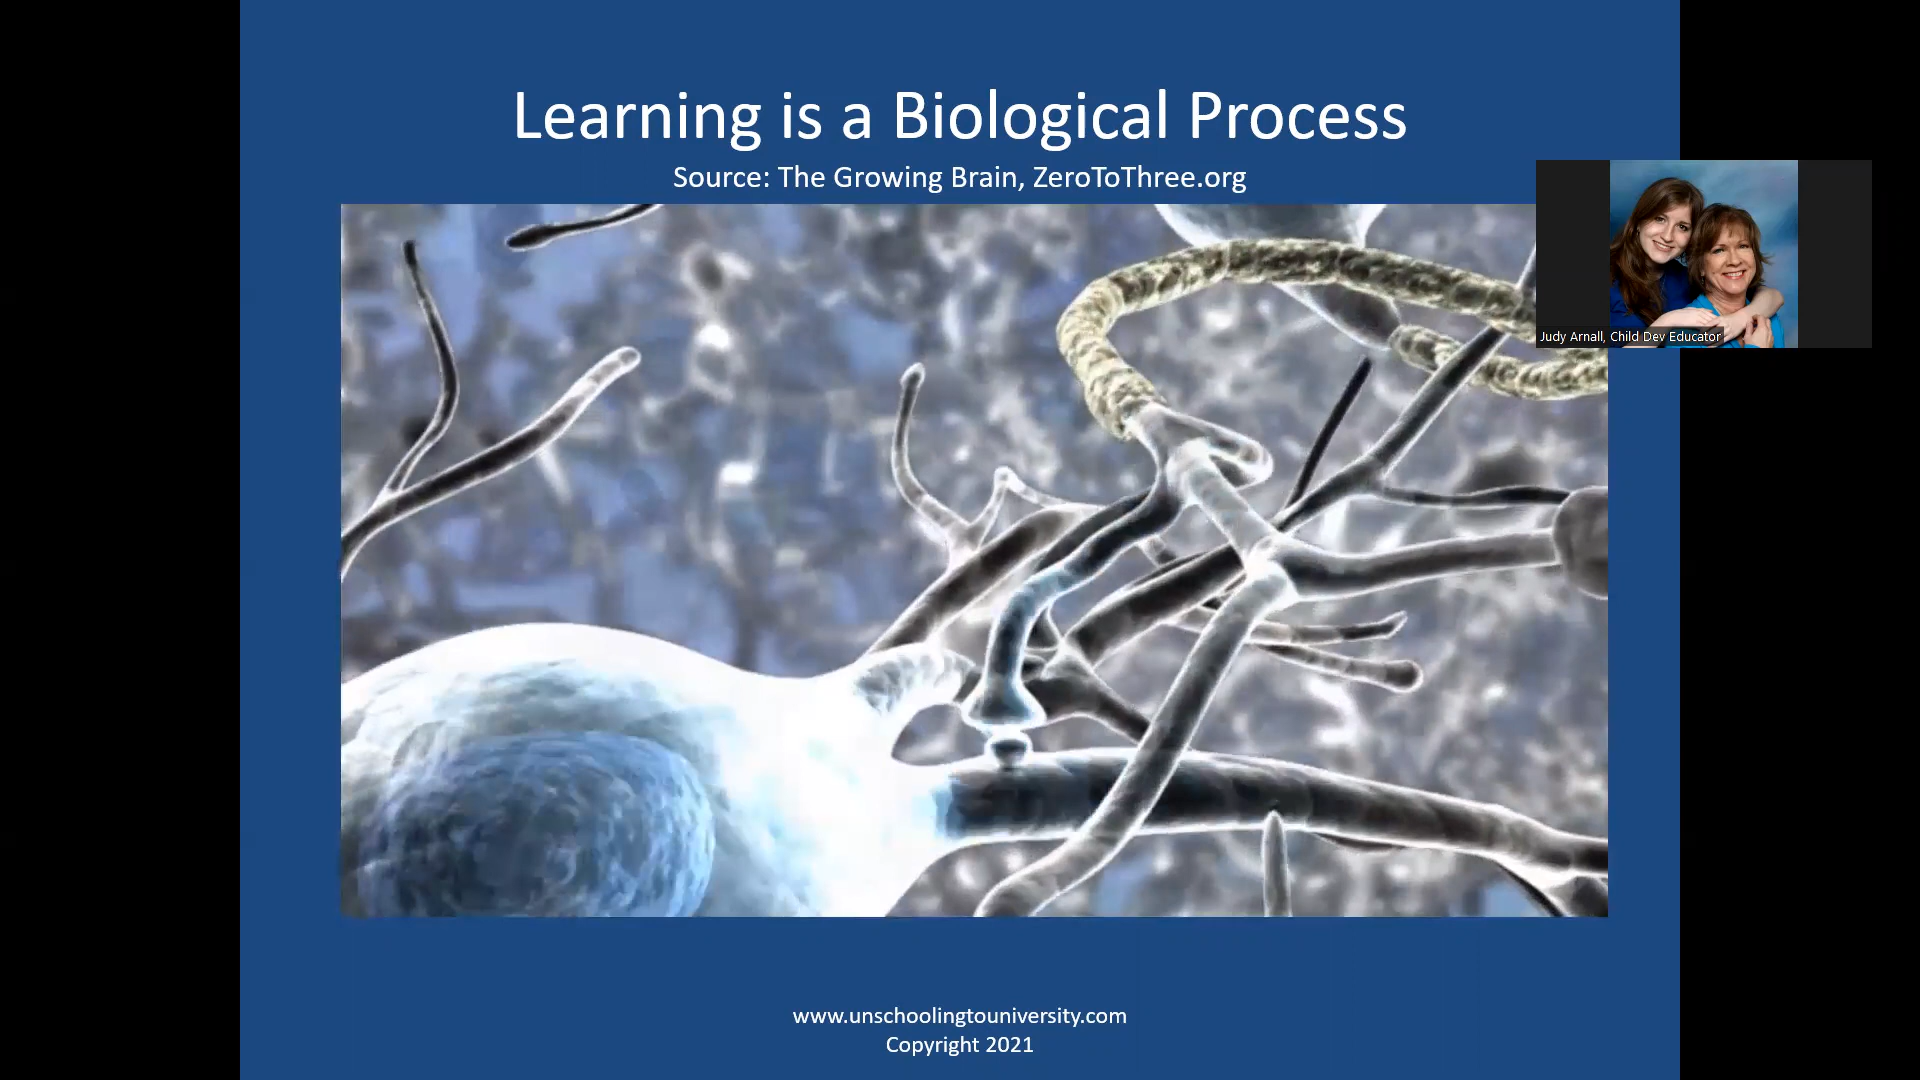 Learning is a Biological Process
Source: The Growing Brain, ZeroToThree.org
Judy Arnall, Child Dev Educator
www.unschoolingtouniversity.com
Copyright 2021